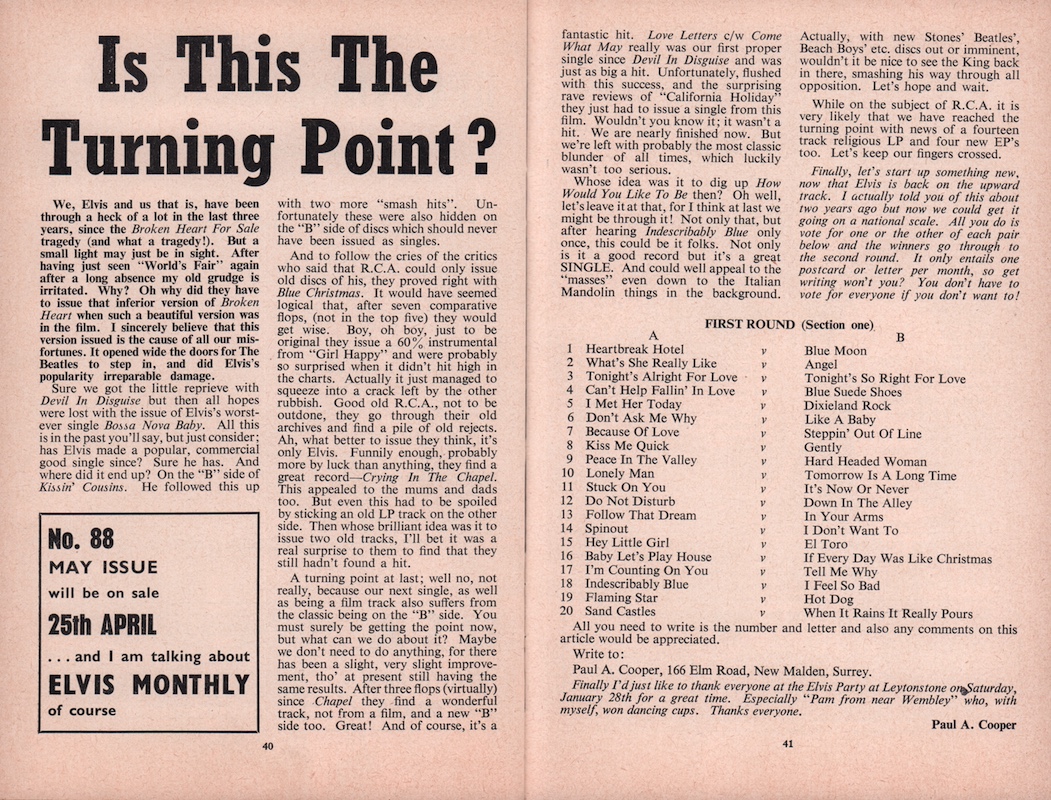 Is This The
Turning Point?
We, Elvis and us that is, have been
through a heck of a lot in the last three
years, since the Broken Heart For Sale
tragedy (and what a tragedy!). But a
small light may just be in sight. After
having just seen “World’s Fair” again
after a long absence my old grudge is
irritated. Why? Oh why did they have
to issue that inferior version of Broken
Heart when such a beautiful version was
in the film. I sincerely believe that this
version issued is the cause of all our mis-
fortunes. It opened wide the doors for The
Beatles to step in, and did Elvis’s
popularity irreparable damage.
Sure we got the little reprieve with
Devil In Disguise but then all hopes
were lost with the issue of Elvis’s worst-
ever single Bossa Nova Baby. All this
is in the past you’ll say, but just consider;
has Elvis made a popular, commercial
good single since? Sure he has. And
where did it end up? On the “B” side of
Kissin’ Cousins. He followed this up
No. 88
MAY ISSUE
will be on sale
25th APRIL
. . . and I am talking about
ELVIS MONTHLY
of course
with two more “smash hits”. Un-
fortunately these were also hidden on
the “B” side of discs which should never
have been issued as singles.
And to follow the cries of the critics
who said that R.C.A. could only issue
old discs of his, they proved right with
Blue Christmas. It would have seemed
logical that, after seven comparative
flops, (not in the top five) they would
get wise. Boy, oh boy, just to be
original they issue a 60% instrumental
from “Girl Happy” and were probably
so surprised when it didn’t hit high in
the charts. Actually it just managed to
squeeze into a crack left by the other
rubbish. Good old R.C.A., not to be
outdone, they go through their old
archives and find a pile of old rejects.
Ah, what better to issue they think, it’s
only Elvis. Funnily enough, probably
more by luck than anything, they find a
great record—Crying In The Chapel.
This appealed to the mums and dads
too. But even this had to be spoiled
by sticking an old LP track on the other
side. Then whose brilliant idea was it to
issue two old tracks, I’ll bet it was a
real surprise to them to find that they
still hadn’t found a hit.
A turning point at last; well no, not
really, because our next single, as well
as being a film track also suffers from
the classic being on the “B” side. You
must surely be getting the point now,
but what can we do about it? Maybe
we don’t need to do anything, for there
has been a slight, very slight improve-
ment, tho’ at present still having the
same results. After three flops (virtually)
since Chapel they find a wonderful
track, not from a film, and a new “B”
side too. Great! And of course, it’s a
40
fantastic hit. Love Letters c/w Come
What May really was our first proper
single since Devil In Disguise and was
just as big a hit. Unfortunately, flushed
with this success, and the surprising
rave reviews of “California Holiday”
they just had to issue a single from this
film. Wouldn’t you know it; it wasn’t a
hit. We are nearly finished now. But
we’re left with probably the most classic
blunder of all times, which luckily
wasn’t too serious.
Whose idea was it to dig up How
Would You Like To Be then? Oh well,
let’s leave it at that, for I think at last we
might be through it! Not only that, but
after hearing Indescribably Blue only
once, this could be it folks. Not only
is it a good record but it’s a great
SINGLE. And could well appeal to the
“masses” even down to the Italian
Mandolin things in the background.
Actually, with new Stones’ Beatles’,
Beach Boys’ etc. discs out or imminent,
wouldn’t it be nice to see the King back
in there, smashing his way through all
opposition. Let’s hope and wait.
While on the subject of R.C.A. it is
very likely that we have reached the
turning point with news of a fourteen
track religious LP and four new EP’s
too. Let’s keep our fingers crossed.
Finally, let’s start up something new,
now that Elvis is back on the upward
track. I actually told you of this about
two years ago but now we could get it
going on a national scale. All you do is
vote for one or the other of each pair
below and the winners go through to
the second round. It only entails one
postcard or letter per month, so get
writing won’t you? You don’t have to
vote for everyone if you don’t want to!
FIRST ROUND (Section one)
A B
1 Heartbreak Hotel v Blue Moon
2 What’s She Really Like v Angel
3 Tonight’s Alright For Love v Tonight’s So Right For Love
4 Can’t Help Fallin’ In Love v Blue Suede Shoes
5 I Met Her Today v Dixieland Rock
6 Don’t Ask Me Why v Like A Baby
7 Because Of Love v Steppin’ Out Of Line
8 Kiss Me Quick v Gently
9 Peace In The Valley v Hard Headed Woman
10 Lonely Man v Tomorrow Is A Long Time
11 Stuck On You v It’s Now Or Never
12 Do Not Disturb v Down In The Alley
13 Follow That Dream v In Your Arms
14 Spinout v I Don’t Want To
15 Hey Little Girl v El Toro
16 Baby Let’s Play House v If Every Day Was Like Christmas
17 I’m Counting On You v Tell Me Why
18 Indescribably Blue v I Feel So Bad
19 Flaming Star v Hot Dog
20 Sand Castles v When It Rains It Really Pours
All you need to write is the number and letter and also any comments on this
article would be appreciated.
Write to:
Paul A. Cooper, 166 Elm Road, New Malden, Surrey.
Finally I’d just like to thank everyone at the Elvis Party at Leytonstone on Saturday,
January 28th for a great time. Especially “Pam from near Wembley” who, with
myself, won dancing cups. Thanks everyone.
Paul A. Cooper
41